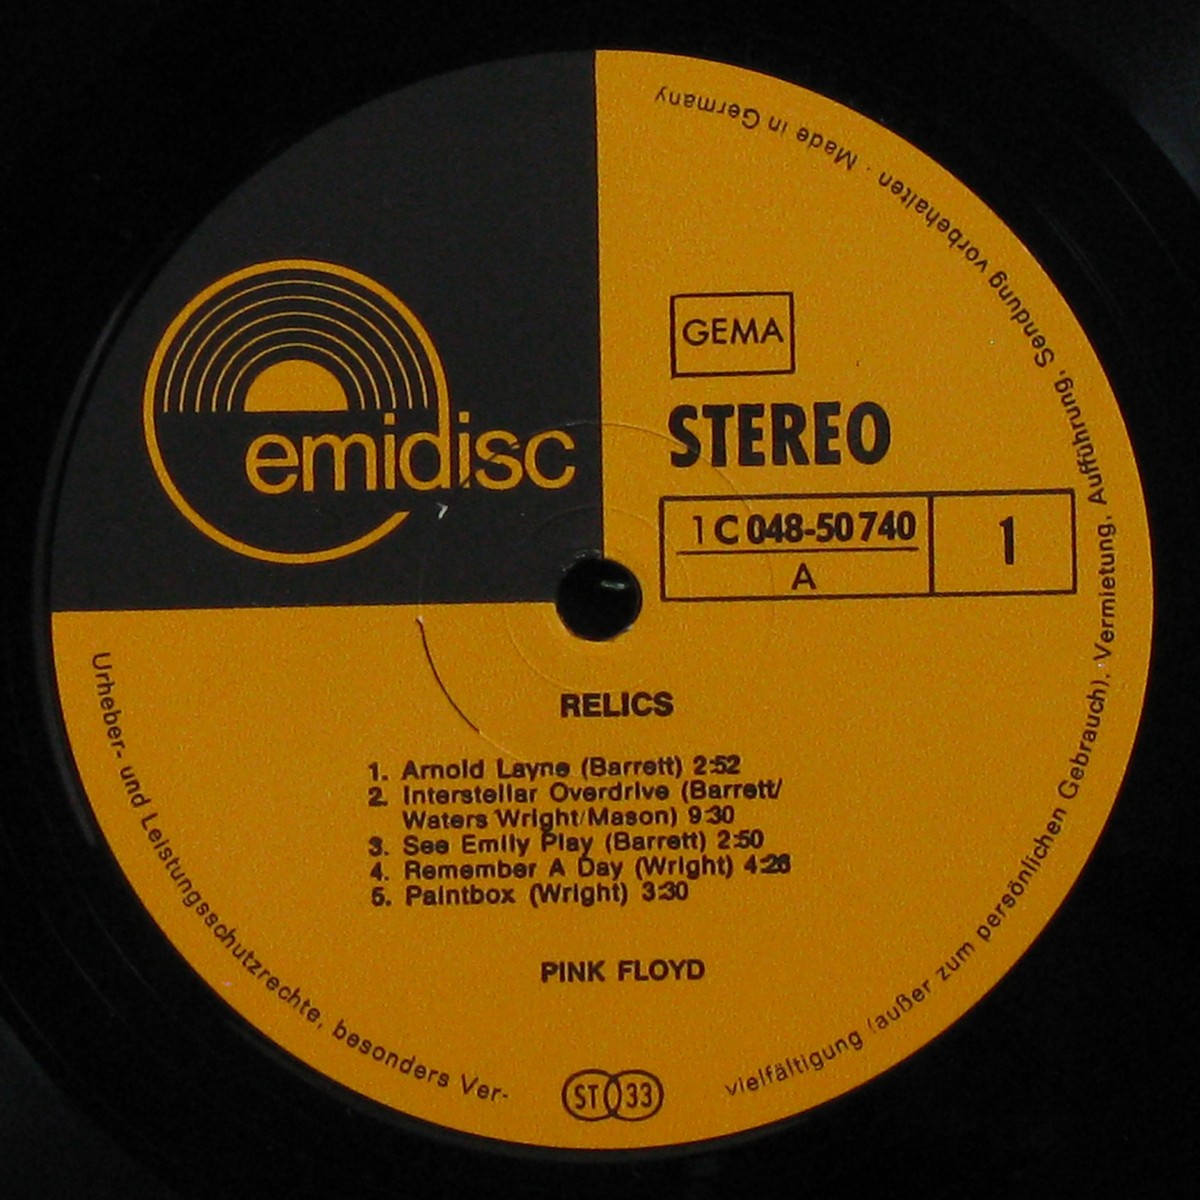 emidisc
GEMA
STEREO
1 C 048-50 740
A
1
RELICS
1. Arnold Layne (Barrett) 2:52
2. Interstellar Overdrive (Barrett/
Waters/Wright/Mason) 9:30
3. See Emily Play (Barrett) 2:50
4. Remember A Day (Wright) 4:26
5. Paintbox (Wright) 3:30
PINK FLOYD
ST 33
Urheber- und Leistungsschutzrechte, besonders Ver-
vielfältigung (außer zum persönlichen Gebrauch), Vermietung, Aufführung, Sendung vorbehalten · Made in Germany